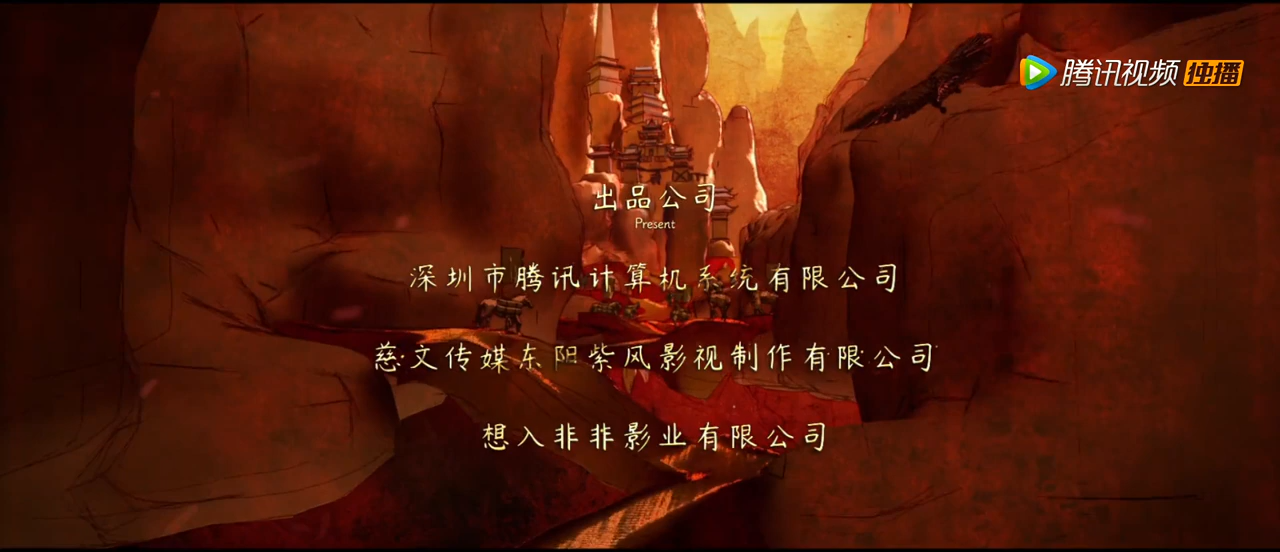 腾讯视频 独播
出品公司
Present
深圳市腾讯计算机系统有限公司
慈文传媒东阳紫风影视制作有限公司
想入非非影业有限公司